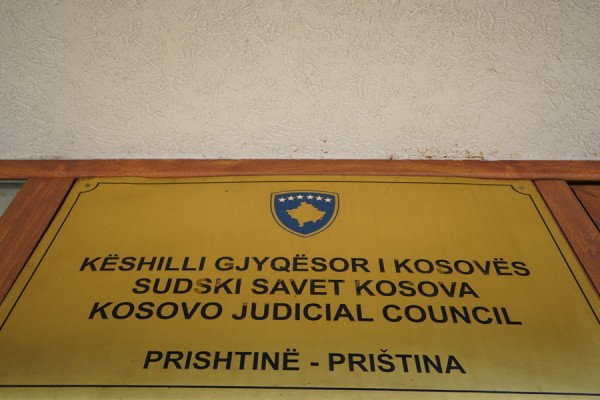 KËSHILLI GJYQËSOR I KOSOVËS
SUDSKI SAVET KOSOVA
KOSOVO JUDICIAL COUNCIL
PRISHTINË - PRIŠTINA